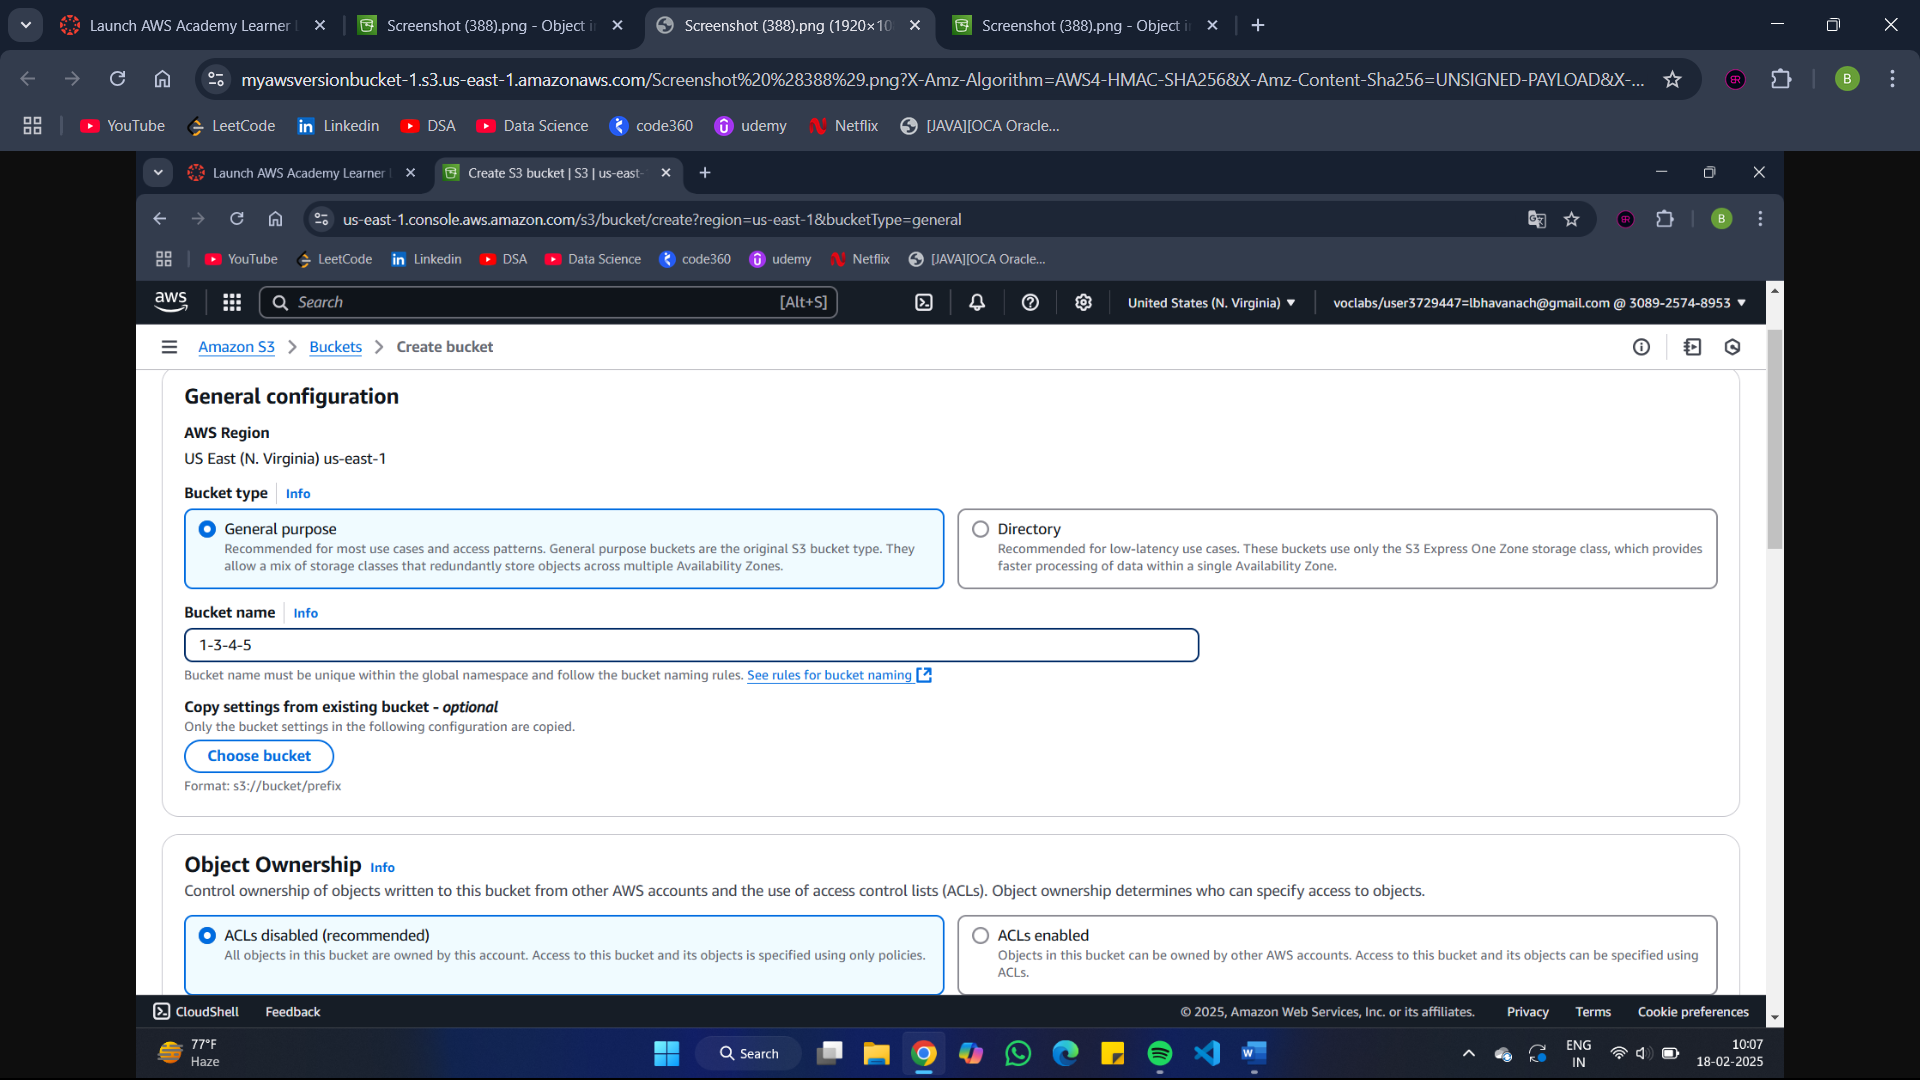 Launch AWS Academy Learner L
Screenshot (388).png - Object in
Screenshot (388).png (1920×10
Screenshot (388).png - Object in
myawsversionbucket-1.s3.us-east-1.amazonaws.com/Screenshot%20%28388%29.png?X-Amz-Algorithm=AWS4-HMAC-SHA256&X-Amz-Content-Sha256=UNSIGNED-PAYLOAD&X-...
B
YouTube
LeetCode
Linkedin
DSA
Data Science
code360
udemy
Netflix
[JAVA][OCA Oracle...
Launch AWS Academy Learner
Create S3 bucket | S3 | us-east-
us-east-1.console.aws.amazon.com/s3/bucket/create?region=us-east-1&bucketType=general
B
YouTube
LeetCode
Linkedin
DSA
Data Science
code360
udemy
Netflix
[JAVA][OCA Oracle...
aws
Search
[Alt+S]
United States (N. Virginia)
voclabs/user3729447=lbhavanach@gmail.com @ 3089-2574-8953
Amazon S3 > Buckets > Create bucket
General configuration
AWS Region
US East (N. Virginia) us-east-1
Bucket type Info
General purpose
Recommended for most use cases and access patterns. General purpose buckets are the original S3 bucket type. They
allow a mix of storage classes that redundantly store objects across multiple Availability Zones.
Directory
Recommended for low-latency use cases. These buckets use only the S3 Express One Zone storage class, which provides
faster processing of data within a single Availability Zone.
Bucket name Info
1-3-4-5
Bucket name must be unique within the global namespace and follow the bucket naming rules. See rules for bucket naming
Copy settings from existing bucket - optional
Only the bucket settings in the following configuration are copied.
Choose bucket
Format: s3://bucket/prefix
Object Ownership Info
Control ownership of objects written to this bucket from other AWS accounts and the use of access control lists (ACLs). Object ownership determines who can specify access to objects.
ACLs disabled (recommended)
All objects in this bucket are owned by this account. Access to this bucket and its objects is specified using only policies.
ACLs enabled
Objects in this bucket can be owned by other AWS accounts. Access to this bucket and its objects can be specified using
ACLs.
CloudShell
Feedback
© 2025, Amazon Web Services, Inc. or its affiliates.
Privacy
Terms
Cookie preferences
77°F
Haze
Search
ENG
IN
10:07
18-02-2025